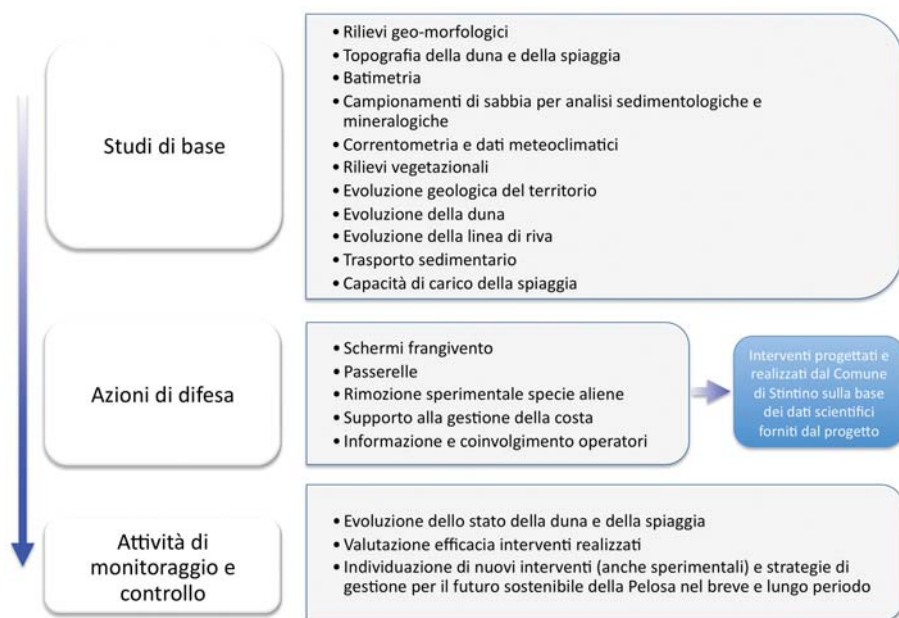 Studi di base
• Rilievi geo-morfologici
• Topografia della duna e della spiaggia
• Batimetria
• Campionamenti di sabbia per analisi sedimentologiche e
mineralogiche
• Correntometria e dati meteoclimatici
• Rilievi vegetazionali
• Evoluzione geologica del territorio
• Evoluzione della duna
• Evoluzione della linea di riva
• Trasporto sedimentario
• Capacità di carico della spiaggia
Azioni di difesa
• Schermi frangivento
• Passerelle
• Rimozione sperimentale specie aliene
• Supporto alla gestione della costa
• Informazione e coinvolgimento operatori
Interventi progettati e
realizzati dal Comune
di Stintino sulla base
dei dati scientifici
forniti dal progetto
Attività di
monitoraggio e
controllo
• Evoluzione dello stato della duna e della spiaggia
• Valutazione efficacia interventi realizzati
• Individuazione di nuovi interventi (anche sperimentali) e strategie di
gestione per il futuro sostenibile della Pelosa nel breve e lungo periodo